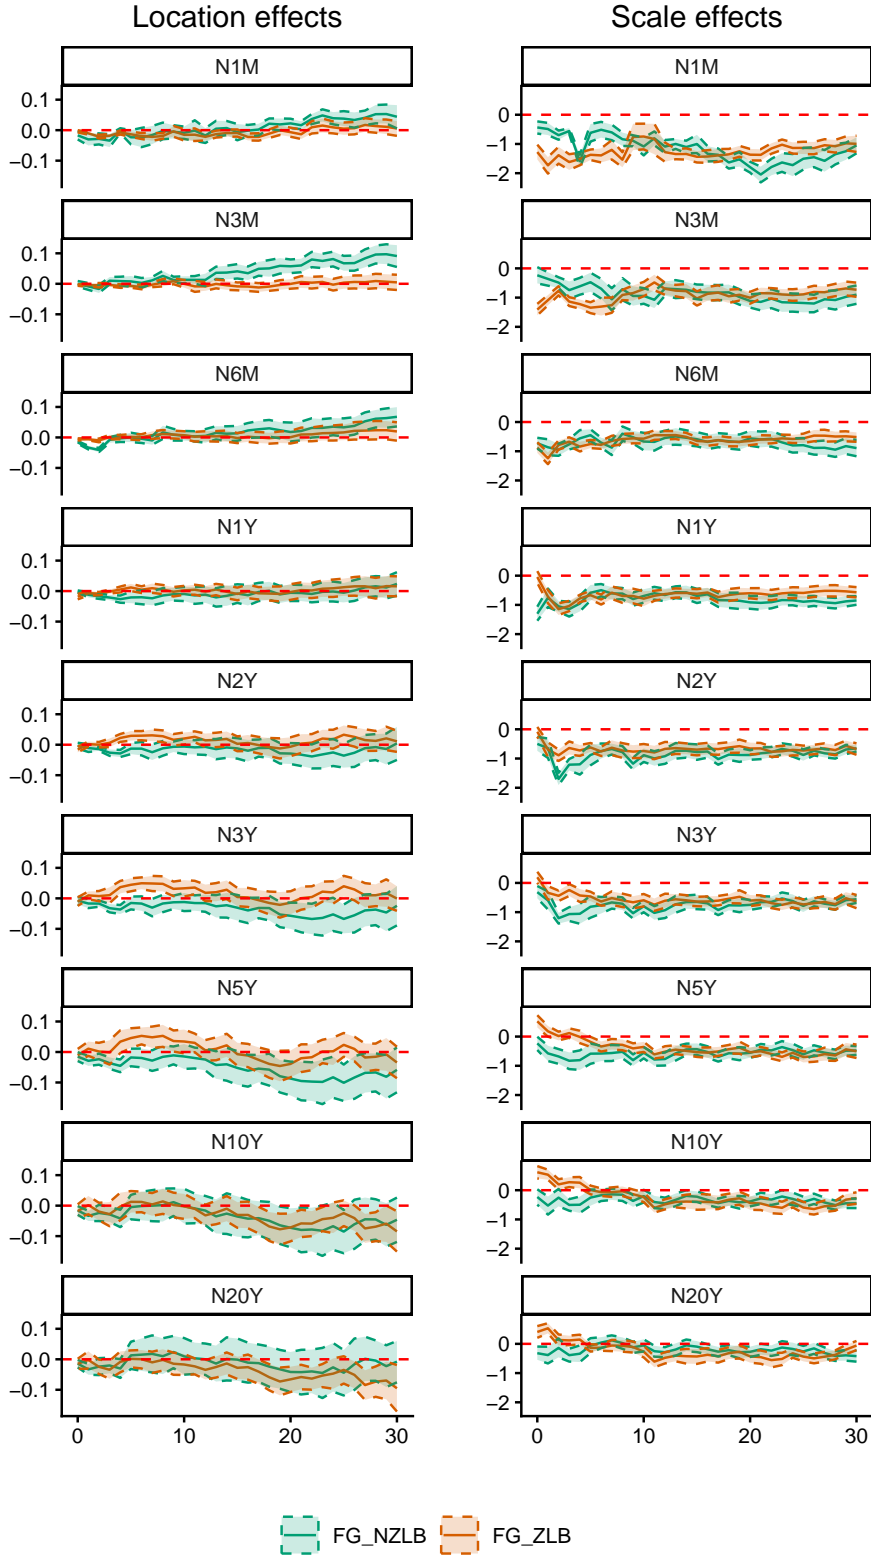 Location effects Scale effects
N1M N1M
0.1 0
0.0 −1
−0.1 −2
N3M N3M
0.1 0
0.0 −1
−0.1 −2
N6M N6M
0.1 0
0.0 −1
−0.1 −2
N1Y N1Y
0.1 0
0.0 −1
−0.1 −2
N2Y N2Y
0.1 0
0.0 −1
−0.1 −2
N3Y N3Y
0.1 0
0.0 −1
−0.1 −2
N5Y N5Y
0.1 0
0.0 −1
−0.1 −2
N10Y N10Y
0.1 0
0.0 −1
−0.1 −2
N20Y N20Y
0.1 0
0.0 −1
−0.1 −2
0 10 20 30 0 10 20 30
FG_NZLB FG_ZLB